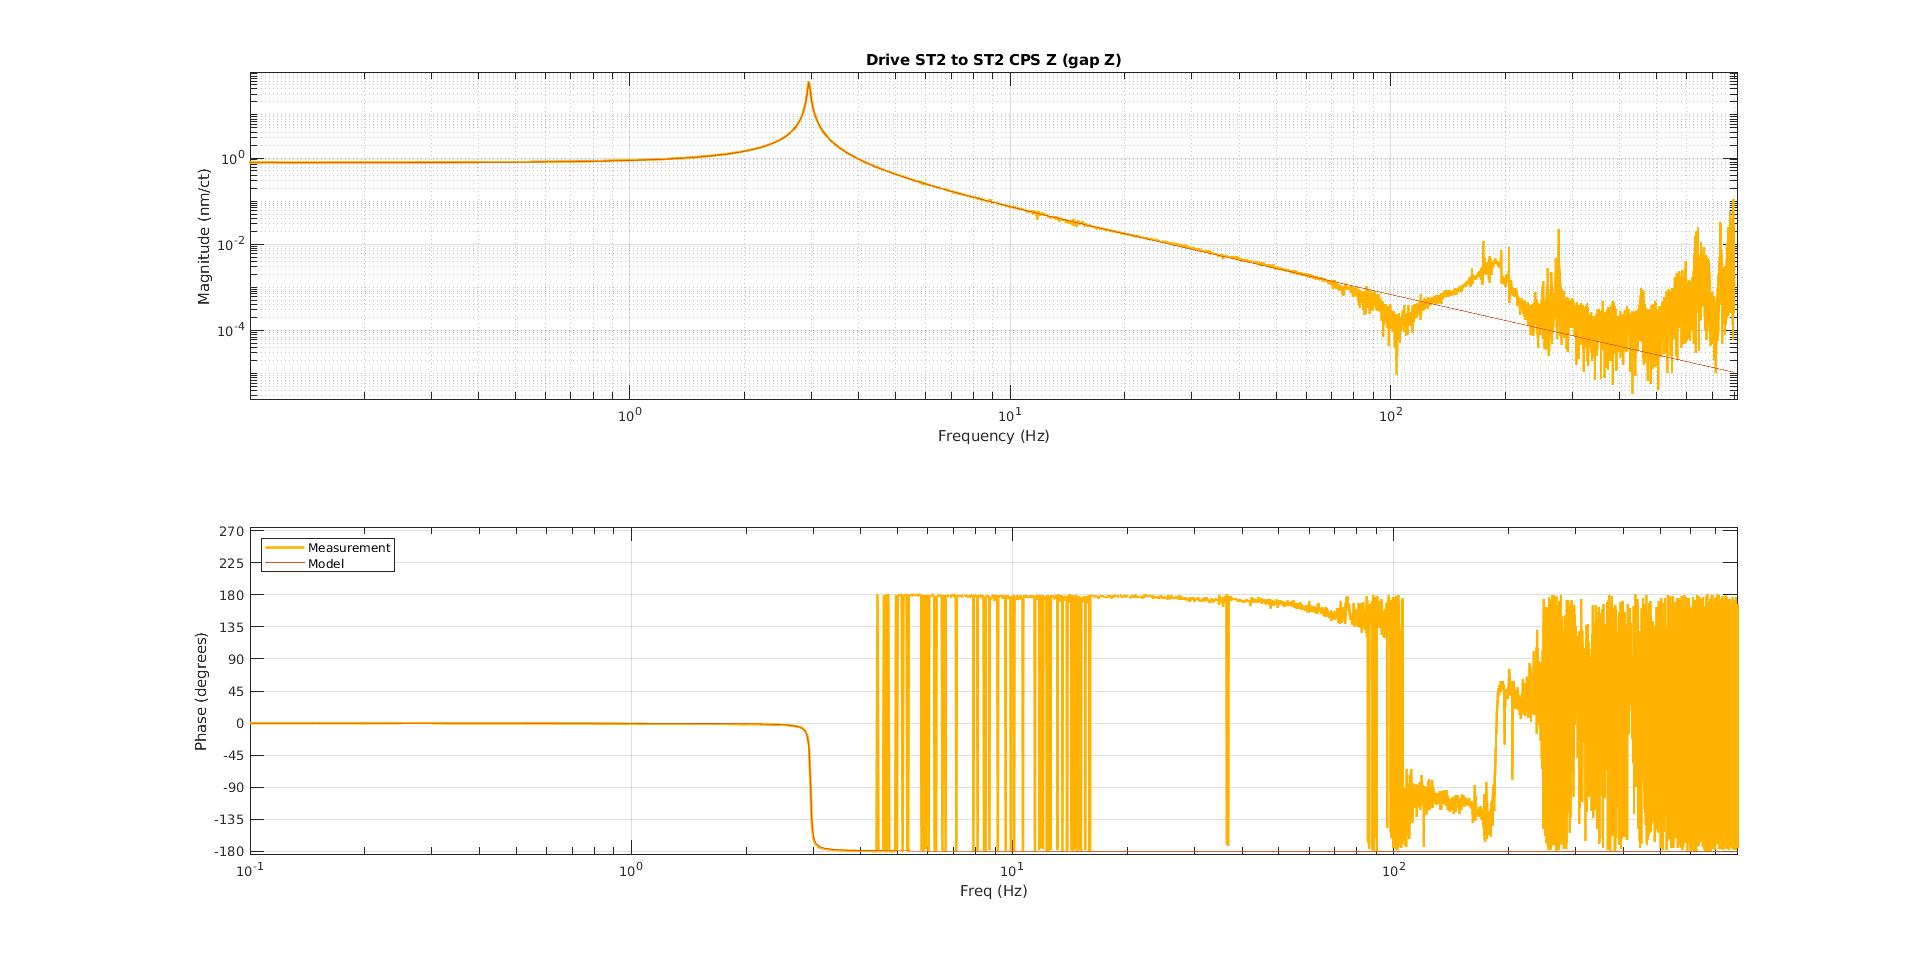 Drive ST2 to ST2 CPS Z (gap Z)
Magnitude (nm/ct)
10^0
10^-2
10^-4
10^0 10^1 10^2
Frequency (Hz)
Phase (degrees)
270
225
180
135
90
45
0
-45
-90
-135
-180
Measurement
Model
10^-1 10^0 10^1 10^2
Freq (Hz)